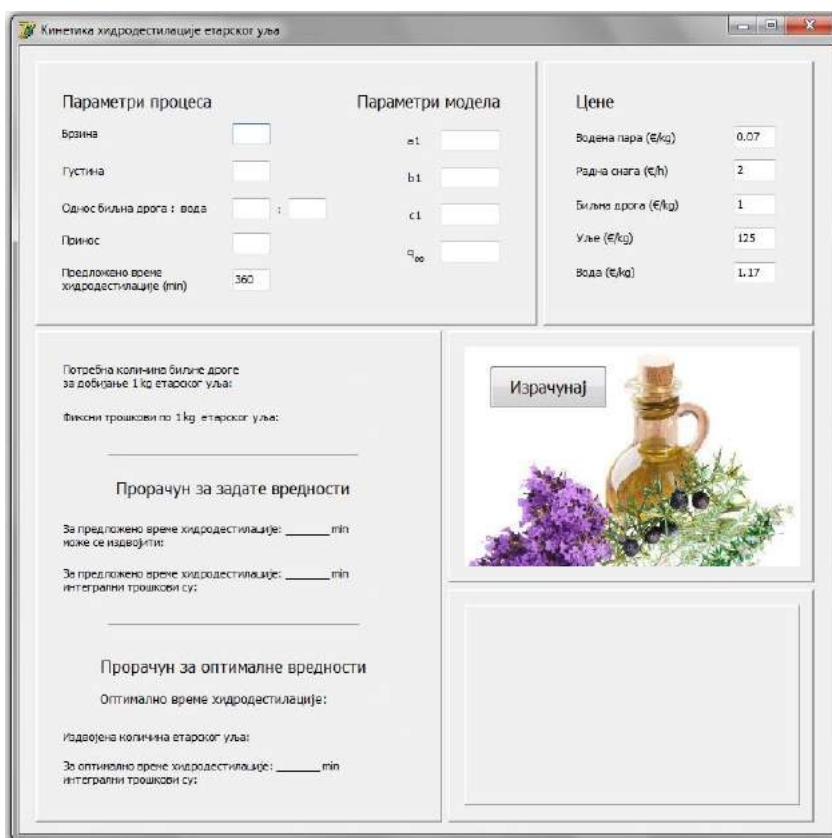 Кинетика хидродестилације етарског уља
Параметри процеса
Брзина
Густина
Однос биљна дрога : вода
:
Принос
Предложено време
хидродестилације (min)
360
Параметри модела
a1
b1
c1
q∞
Цене
Водена пара (€/kg)
0.07
Радна снага (€/h)
2
Биљна дрога (€/kg)
1
Уље (€/kg)
125
Вода (€/kg)
1.17
Потребна количина биљне дроге
за добијање 1 kg етарског уља:
Фиксни трошкови по 1 kg етарског уља:
Прорачун за задате вредности
За предложено време хидродестилације: ______ min
може се издвојити:
За предложено време хидродестилације: ______ min
интегрални трошкови су:
Прорачун за оптималне вредности
Оптимално време хидродестилације:
Издвојена количина етарског уља:
За оптимално време хидродестилације: ______ min
интегрални трошкови су:
Израчунај